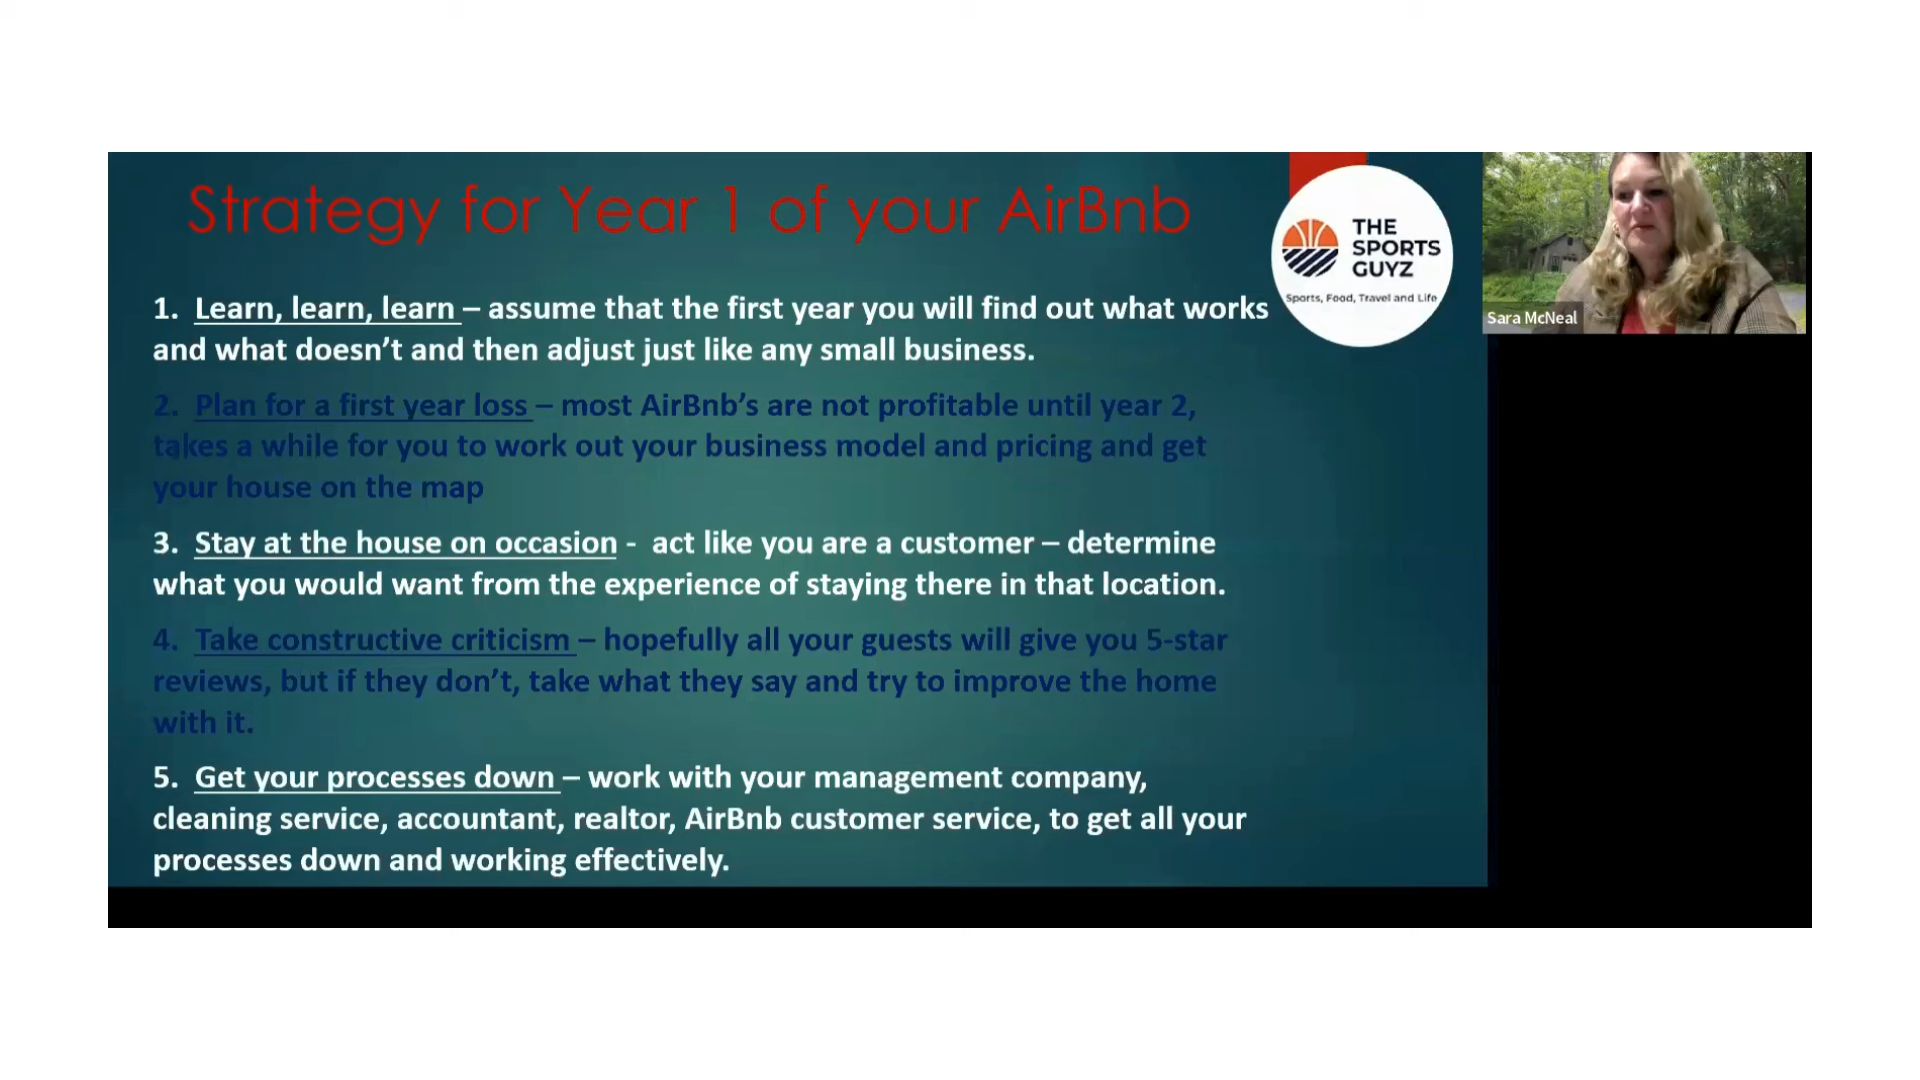 Strategy for Year 1 of your AirBnb
THE
SPORTS
GUYZ
Sports, Food, Travel and Life
Sara McNeal
1. Learn, learn, learn – assume that the first year you will find out what works
and what doesn’t and then adjust just like any small business.
2. Plan for a first year loss – most AirBnb’s are not profitable until year 2,
takes a while for you to work out your business model and pricing and get
your house on the map
3. Stay at the house on occasion - act like you are a customer – determine
what you would want from the experience of staying there in that location.
4. Take constructive criticism – hopefully all your guests will give you 5-star
reviews, but if they don’t, take what they say and try to improve the home
with it.
5. Get your processes down – work with your management company,
cleaning service, accountant, realtor, AirBnb customer service, to get all your
processes down and working effectively.